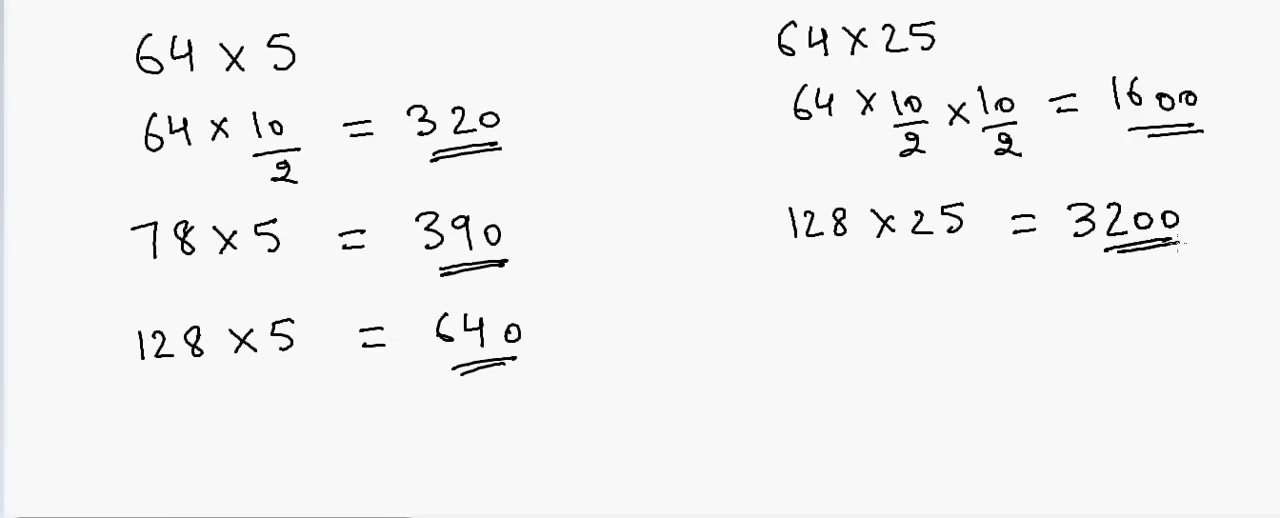 64 × 5
64 × 10/2 = 320
78 × 5 = 390
128 × 5 = 640
64 × 25
64 × 10/2 × 10/2 = 1600
128 × 25 = 3200